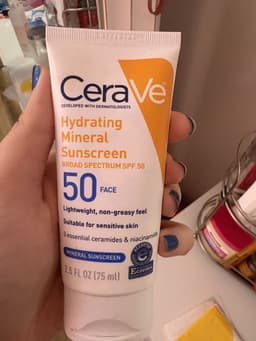 CeraVe
DEVELOPED WITH DERMATOLOGISTS
Hydrating
Mineral
Sunscreen
BROAD SPECTRUM SPF 50
50 FACE
Lightweight, non-greasy feel
Suitable for sensitive skin
3 essential ceramides & niacinamide
MINERAL SUNSCREEN
2.5 FL OZ (75 ml)
Eczema